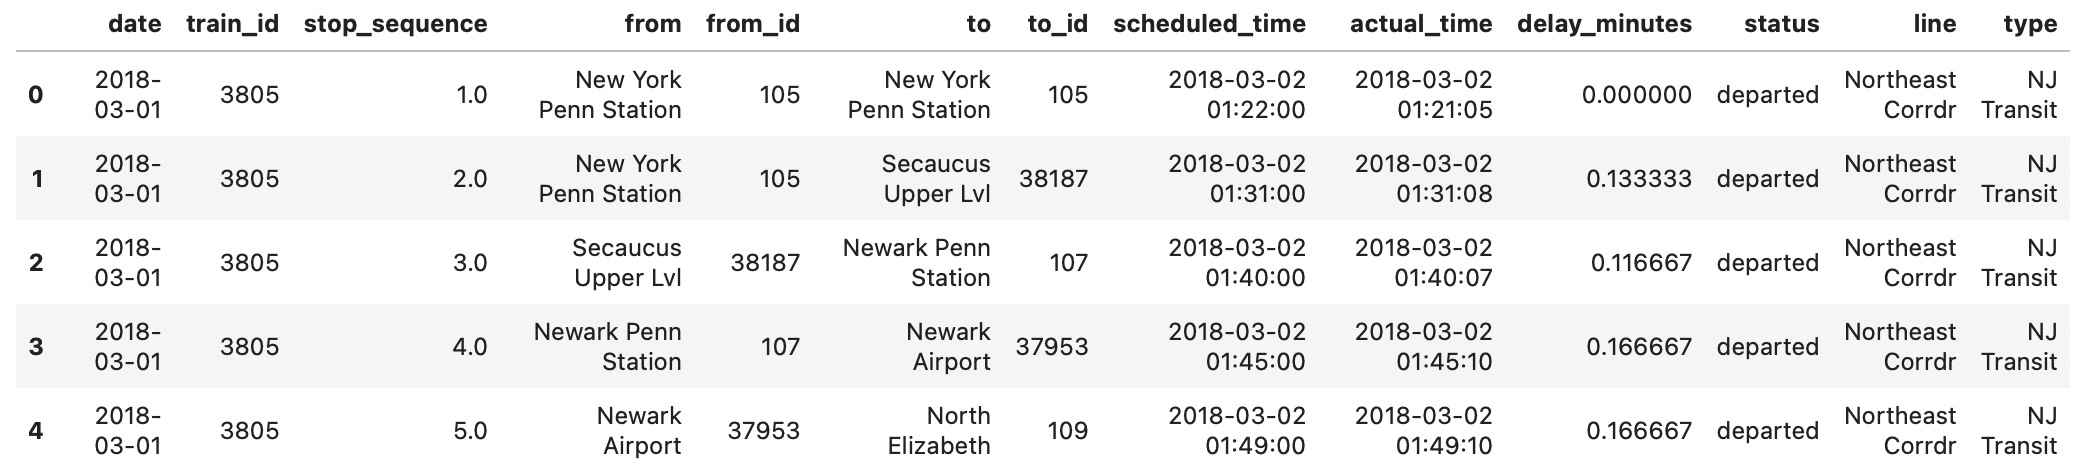 date train_id stop_sequence from from_id to to_id scheduled_time actual_time delay_minutes status line type
0 2018-03-01 3805 1.0 New York Penn Station 105 New York Penn Station 105 2018-03-02 01:22:00 2018-03-02 01:21:05 0.000000 departed Northeast Corrdr NJ Transit
1 2018-03-01 3805 2.0 New York Penn Station 105 Secaucus Upper Lvl 38187 2018-03-02 01:31:00 2018-03-02 01:31:08 0.133333 departed Northeast Corrdr NJ Transit
2 2018-03-01 3805 3.0 Secaucus Upper Lvl 38187 Newark Penn Station 107 2018-03-02 01:40:00 2018-03-02 01:40:07 0.116667 departed Northeast Corrdr NJ Transit
3 2018-03-01 3805 4.0 Newark Penn Station 107 Newark Airport 37953 2018-03-02 01:45:00 2018-03-02 01:45:10 0.166667 departed Northeast Corrdr NJ Transit
4 2018-03-01 3805 5.0 Newark Airport 37953 North Elizabeth 109 2018-03-02 01:49:00 2018-03-02 01:49:10 0.166667 departed Northeast Corrdr NJ Transit